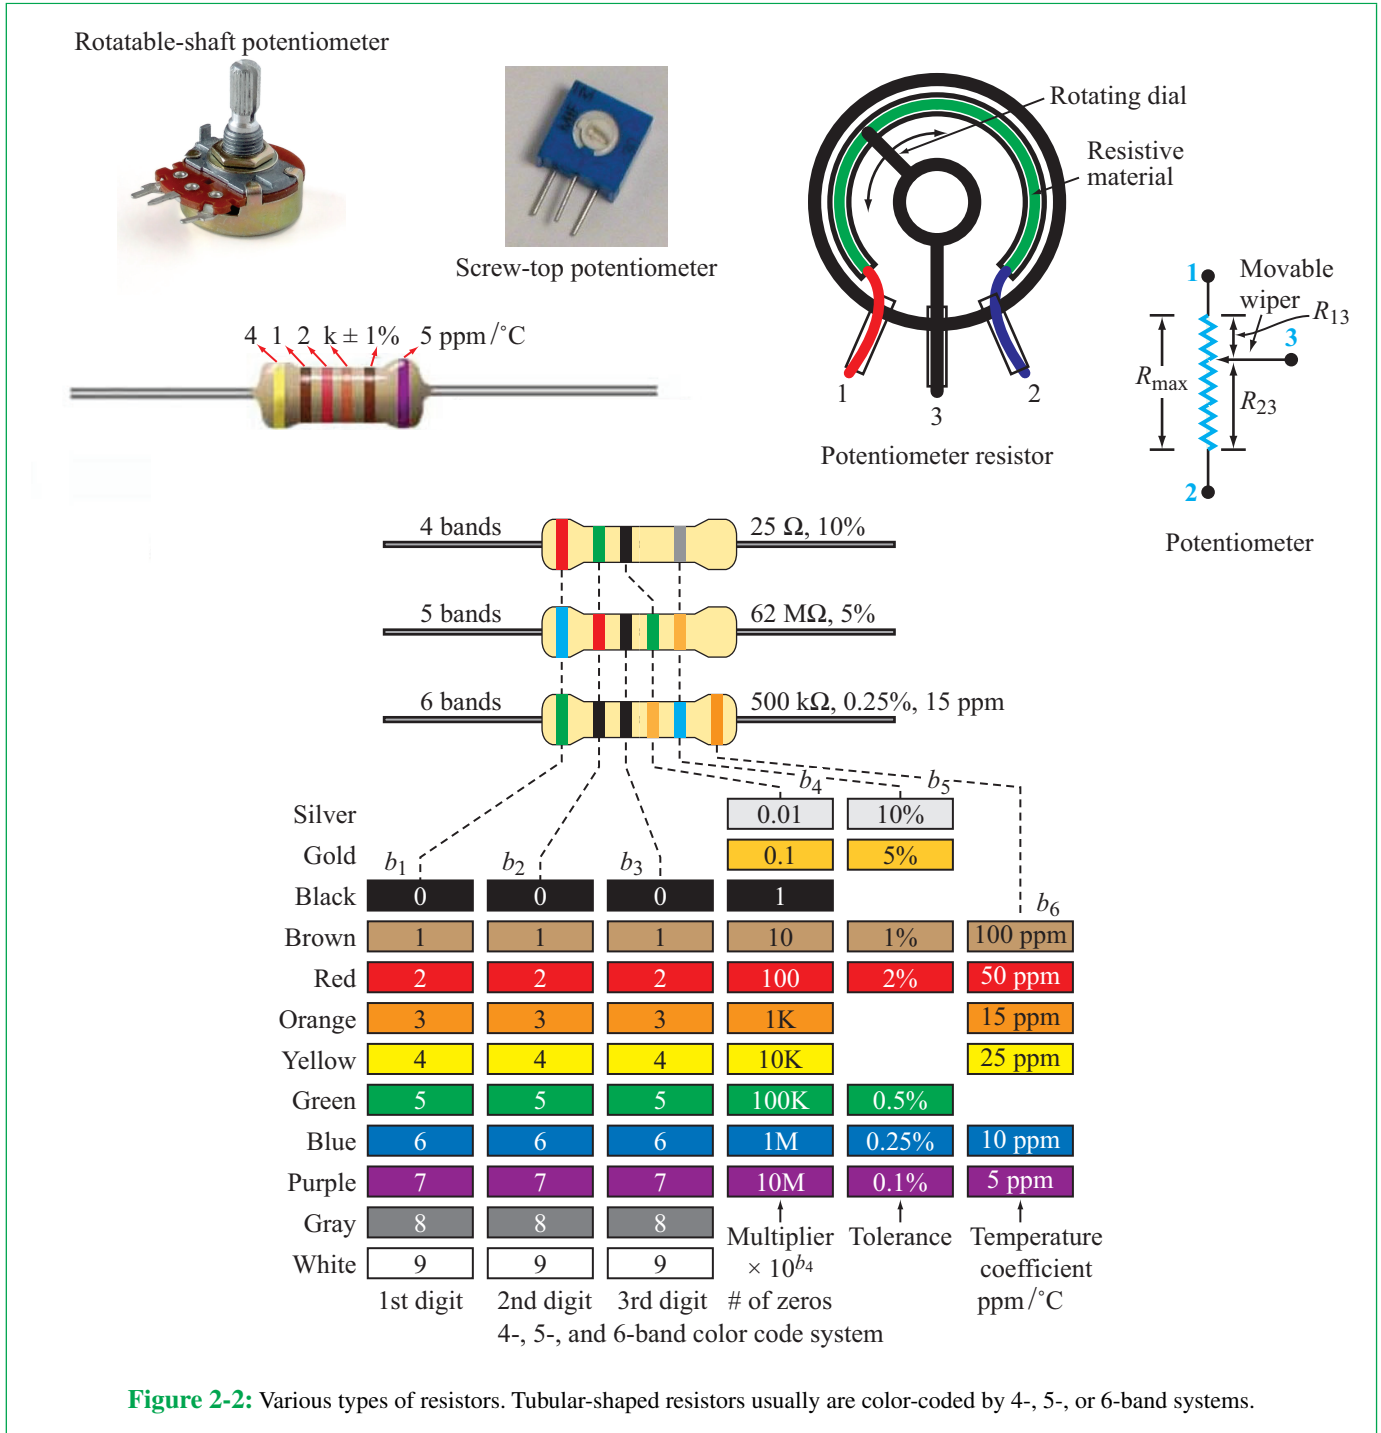 Rotatable-shaft potentiometer
Screw-top potentiometer
Rotating dial
Resistive
material
1
3
2
Potentiometer resistor
1
Movable
wiper
R13
3
Rmax
R23
2
Potentiometer
4 1 2 k ± 1% 5 ppm/°C
4 bands 25 Ω, 10%
5 bands 62 MΩ, 5%
6 bands 500 kΩ, 0.25%, 15 ppm
b1 b2 b3 b4 b5 b6
Silver 0.01 10%
Gold 0.1 5%
Black 0 0 0 1
Brown 1 1 1 10 1% 100 ppm
Red 2 2 2 100 2% 50 ppm
Orange 3 3 3 1K 15 ppm
Yellow 4 4 4 10K 25 ppm
Green 5 5 5 100K 0.5%
Blue 6 6 6 1M 0.25% 10 ppm
Purple 7 7 7 10M 0.1% 5 ppm
Gray 8 8 8
White 9 9 9
Multiplier
× 10^b4
# of zeros
Tolerance
Temperature
coefficient
ppm/°C
1st digit 2nd digit 3rd digit
4-, 5-, and 6-band color code system
Figure 2-2: Various types of resistors. Tubular-shaped resistors usually are color-coded by 4-, 5-, or 6-band systems.